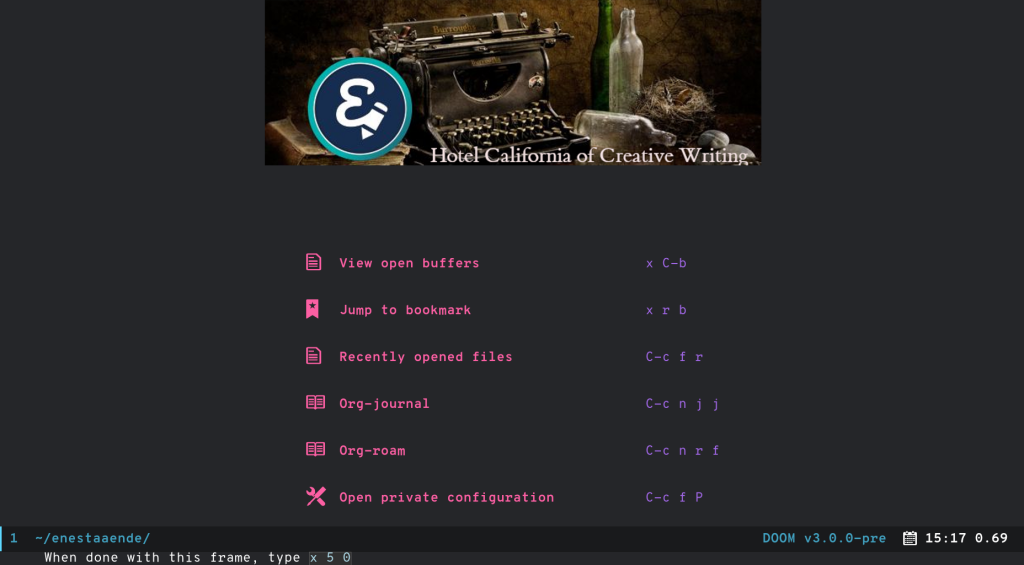 Burroughs
Hotel California of Creative Writing
View open buffers x C-b
Jump to bookmark x r b
Recently opened files C-c f r
Org-journal C-c n j j
Org-roam C-c n r f
Open private configuration C-c f P
1 ~/enestaaende/ DOOM v3.0.0-pre 15:17 0.69
When done with this frame, type x 5 0